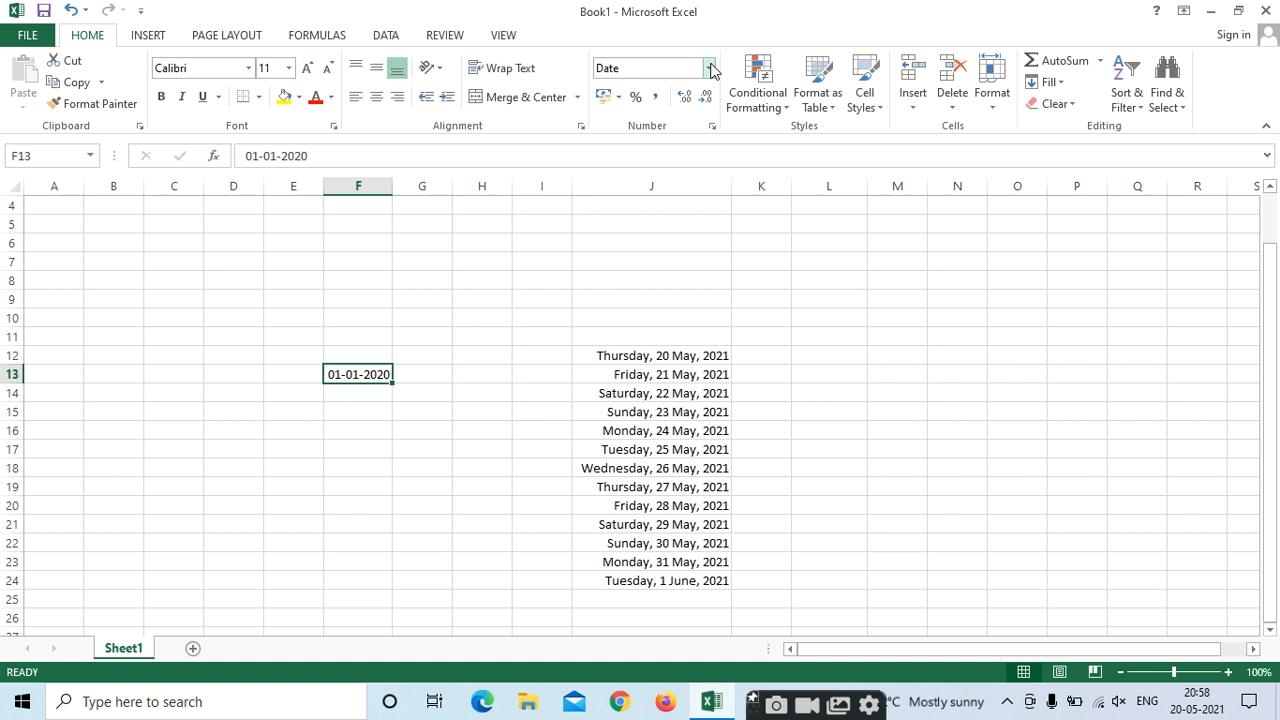 Book1 - Microsoft Excel
?
FILE HOME INSERT PAGE LAYOUT FORMULAS DATA REVIEW VIEW Sign in
Paste
Cut
Copy
Format Painter
Clipboard
Calibri 11
B I U
Font
Wrap Text
Merge & Center
Alignment
Date
%
Number
Conditional Formatting
Format as Table
Cell Styles
Styles
Insert Delete Format
Cells
AutoSum
Fill
Clear
Sort & Filter
Find & Select
Editing
F13 fx 01-01-2020
A B C D E F G H I J K L M N O P Q R S
4
5
6
7
8
9
10
11
12 Thursday, 20 May, 2021
13 01-01-2020 Friday, 21 May, 2021
14 Saturday, 22 May, 2021
15 Sunday, 23 May, 2021
16 Monday, 24 May, 2021
17 Tuesday, 25 May, 2021
18 Wednesday, 26 May, 2021
19 Thursday, 27 May, 2021
20 Friday, 28 May, 2021
21 Saturday, 29 May, 2021
22 Sunday, 30 May, 2021
23 Monday, 31 May, 2021
24 Tuesday, 1 June, 2021
25
26
Sheet1
READY 100%
Type here to search
°C Mostly sunny
ENG
20:58
20-05-2021